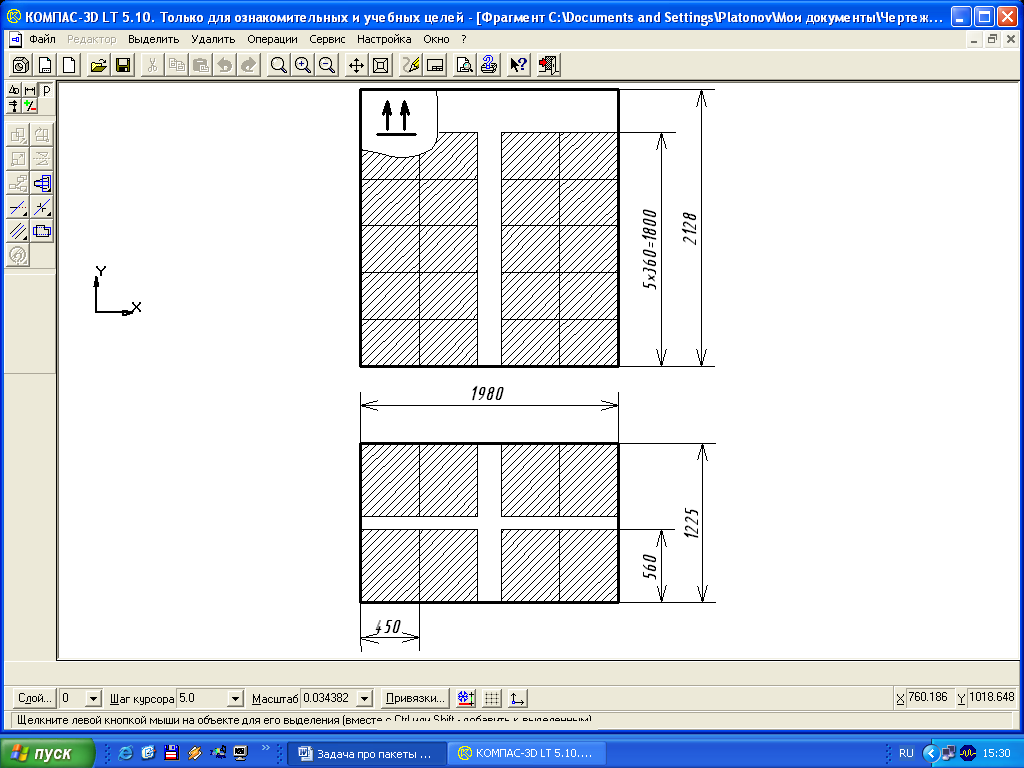 КОМПАС-3D LT 5.10. Только для ознакомительных и учебных целей - [Фрагмент C:\Documents and Settings\Platonov\Мои документы\Чертеж...
Файл Редактор Выделить Удалить Операции Сервис Настройка Окно ?
P
Y
X
5×360=1800
2128
1980
1225
560
450
Слой... 0 Шаг курсора 5.0 Масштаб 0.034382 Привязки... X 760.186 Y 1018.648
Щелкните левой кнопкой мыши на объекте для его выделения (вместе с Ctrl или Shift - добавить к выделенным)
пуск Задача про пакеты ... КОМПАС-3D LT 5.10.... RU 15:30